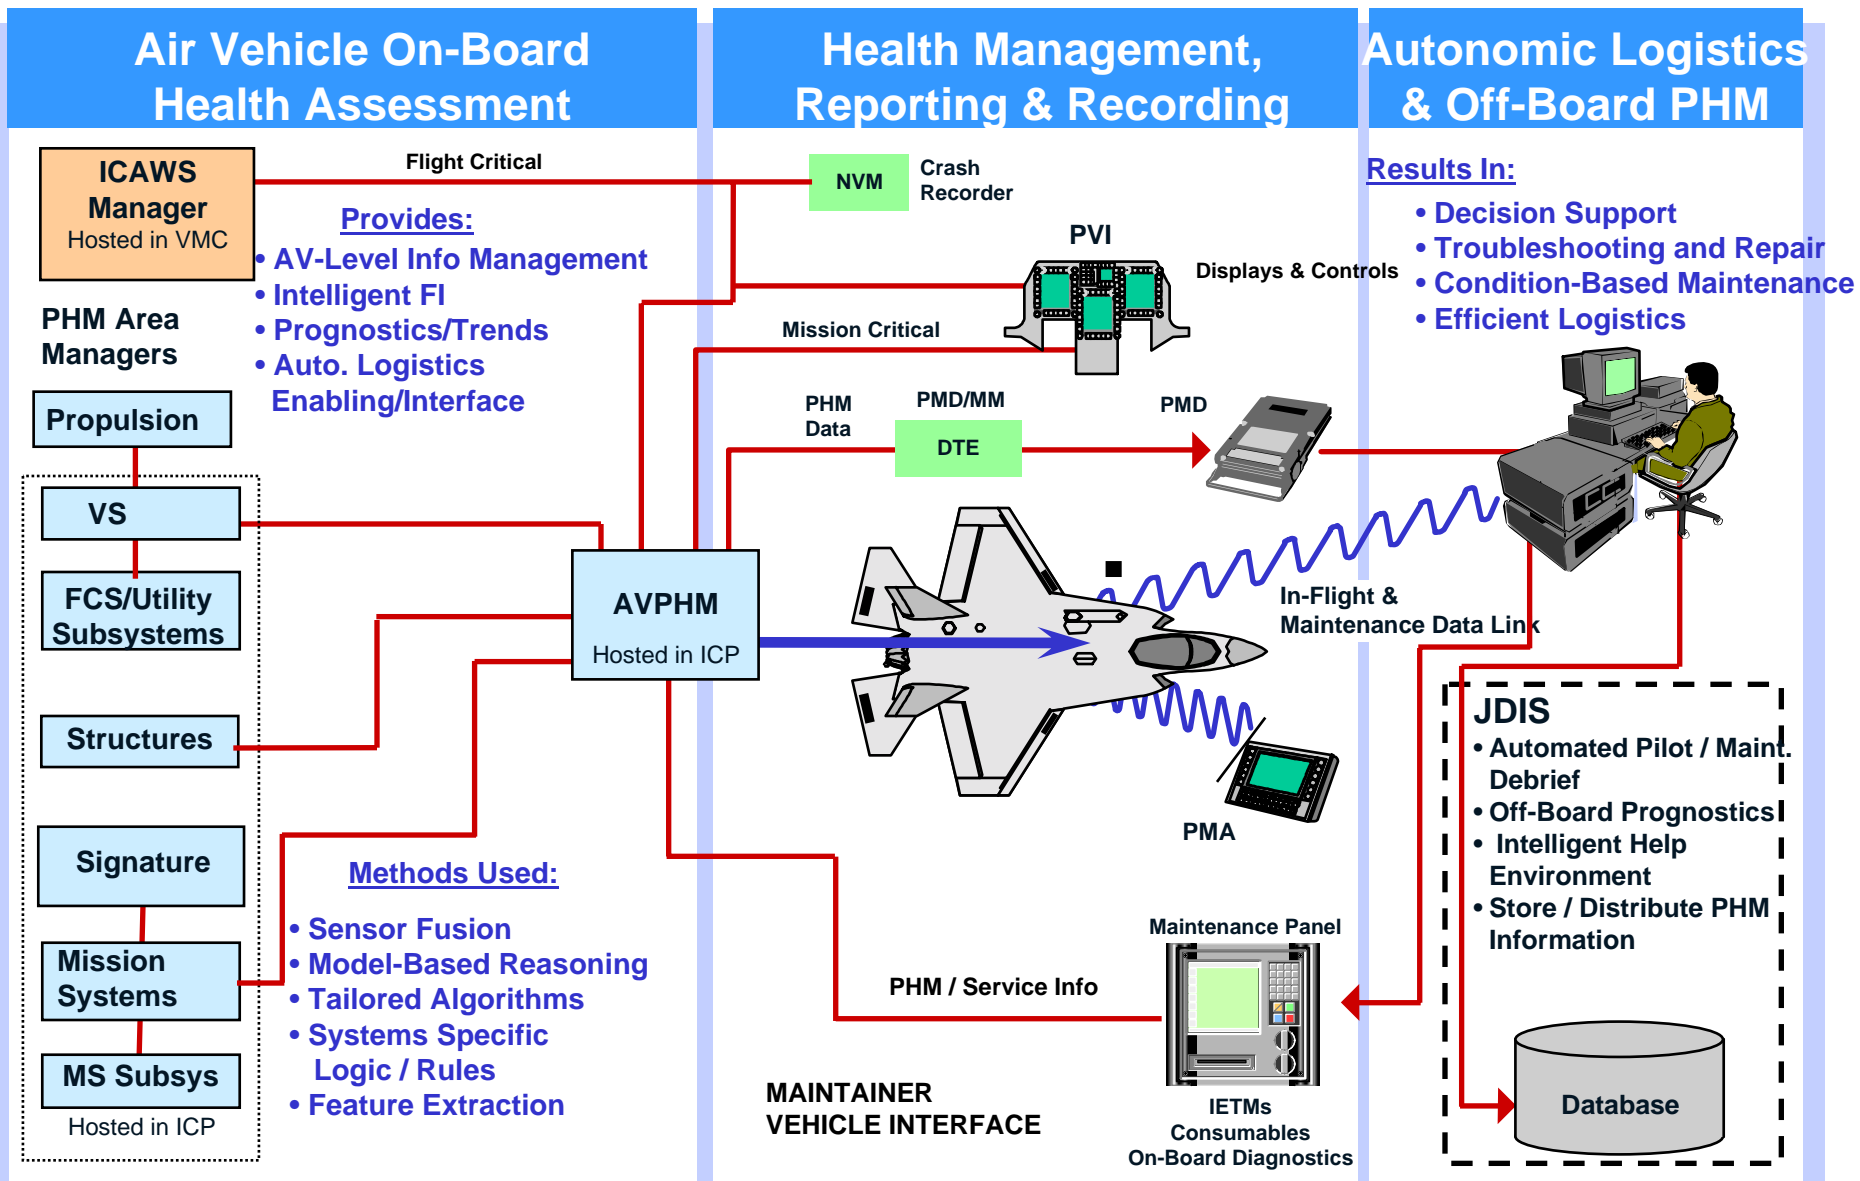 Air Vehicle On-Board
Health Assessment
Health Management,
Reporting & Recording
Autonomic Logistics
& Off-Board PHM
ICAWS
Manager
Hosted in VMC
Flight Critical
Provides:
• AV-Level Info Management
• Intelligent FI
• Prognostics/Trends
• Auto. Logistics
Enabling/Interface
PHM Area
Managers
Propulsion
VS
FCS/Utility
Subsystems
Structures
Signature
Mission
Systems
MS Subsys
Hosted in ICP
Methods Used:
• Sensor Fusion
• Model-Based Reasoning
• Tailored Algorithms
• Systems Specific
Logic / Rules
• Feature Extraction
AVPHM
Hosted in ICP
NVM
Crash
Recorder
PVI
Displays & Controls
Mission Critical
PHM
Data
PMD/MM
DTE
PMD
In-Flight &
Maintenance Data Link
PMA
Maintenance Panel
PHM / Service Info
MAINTAINER
VEHICLE INTERFACE
IETMs
Consumables
On-Board Diagnostics
Results In:
• Decision Support
• Troubleshooting and Repair
• Condition-Based Maintenance
• Efficient Logistics
JDIS
• Automated Pilot / Maint.
Debrief
• Off-Board Prognostics
• Intelligent Help
Environment
• Store / Distribute PHM
Information
Database